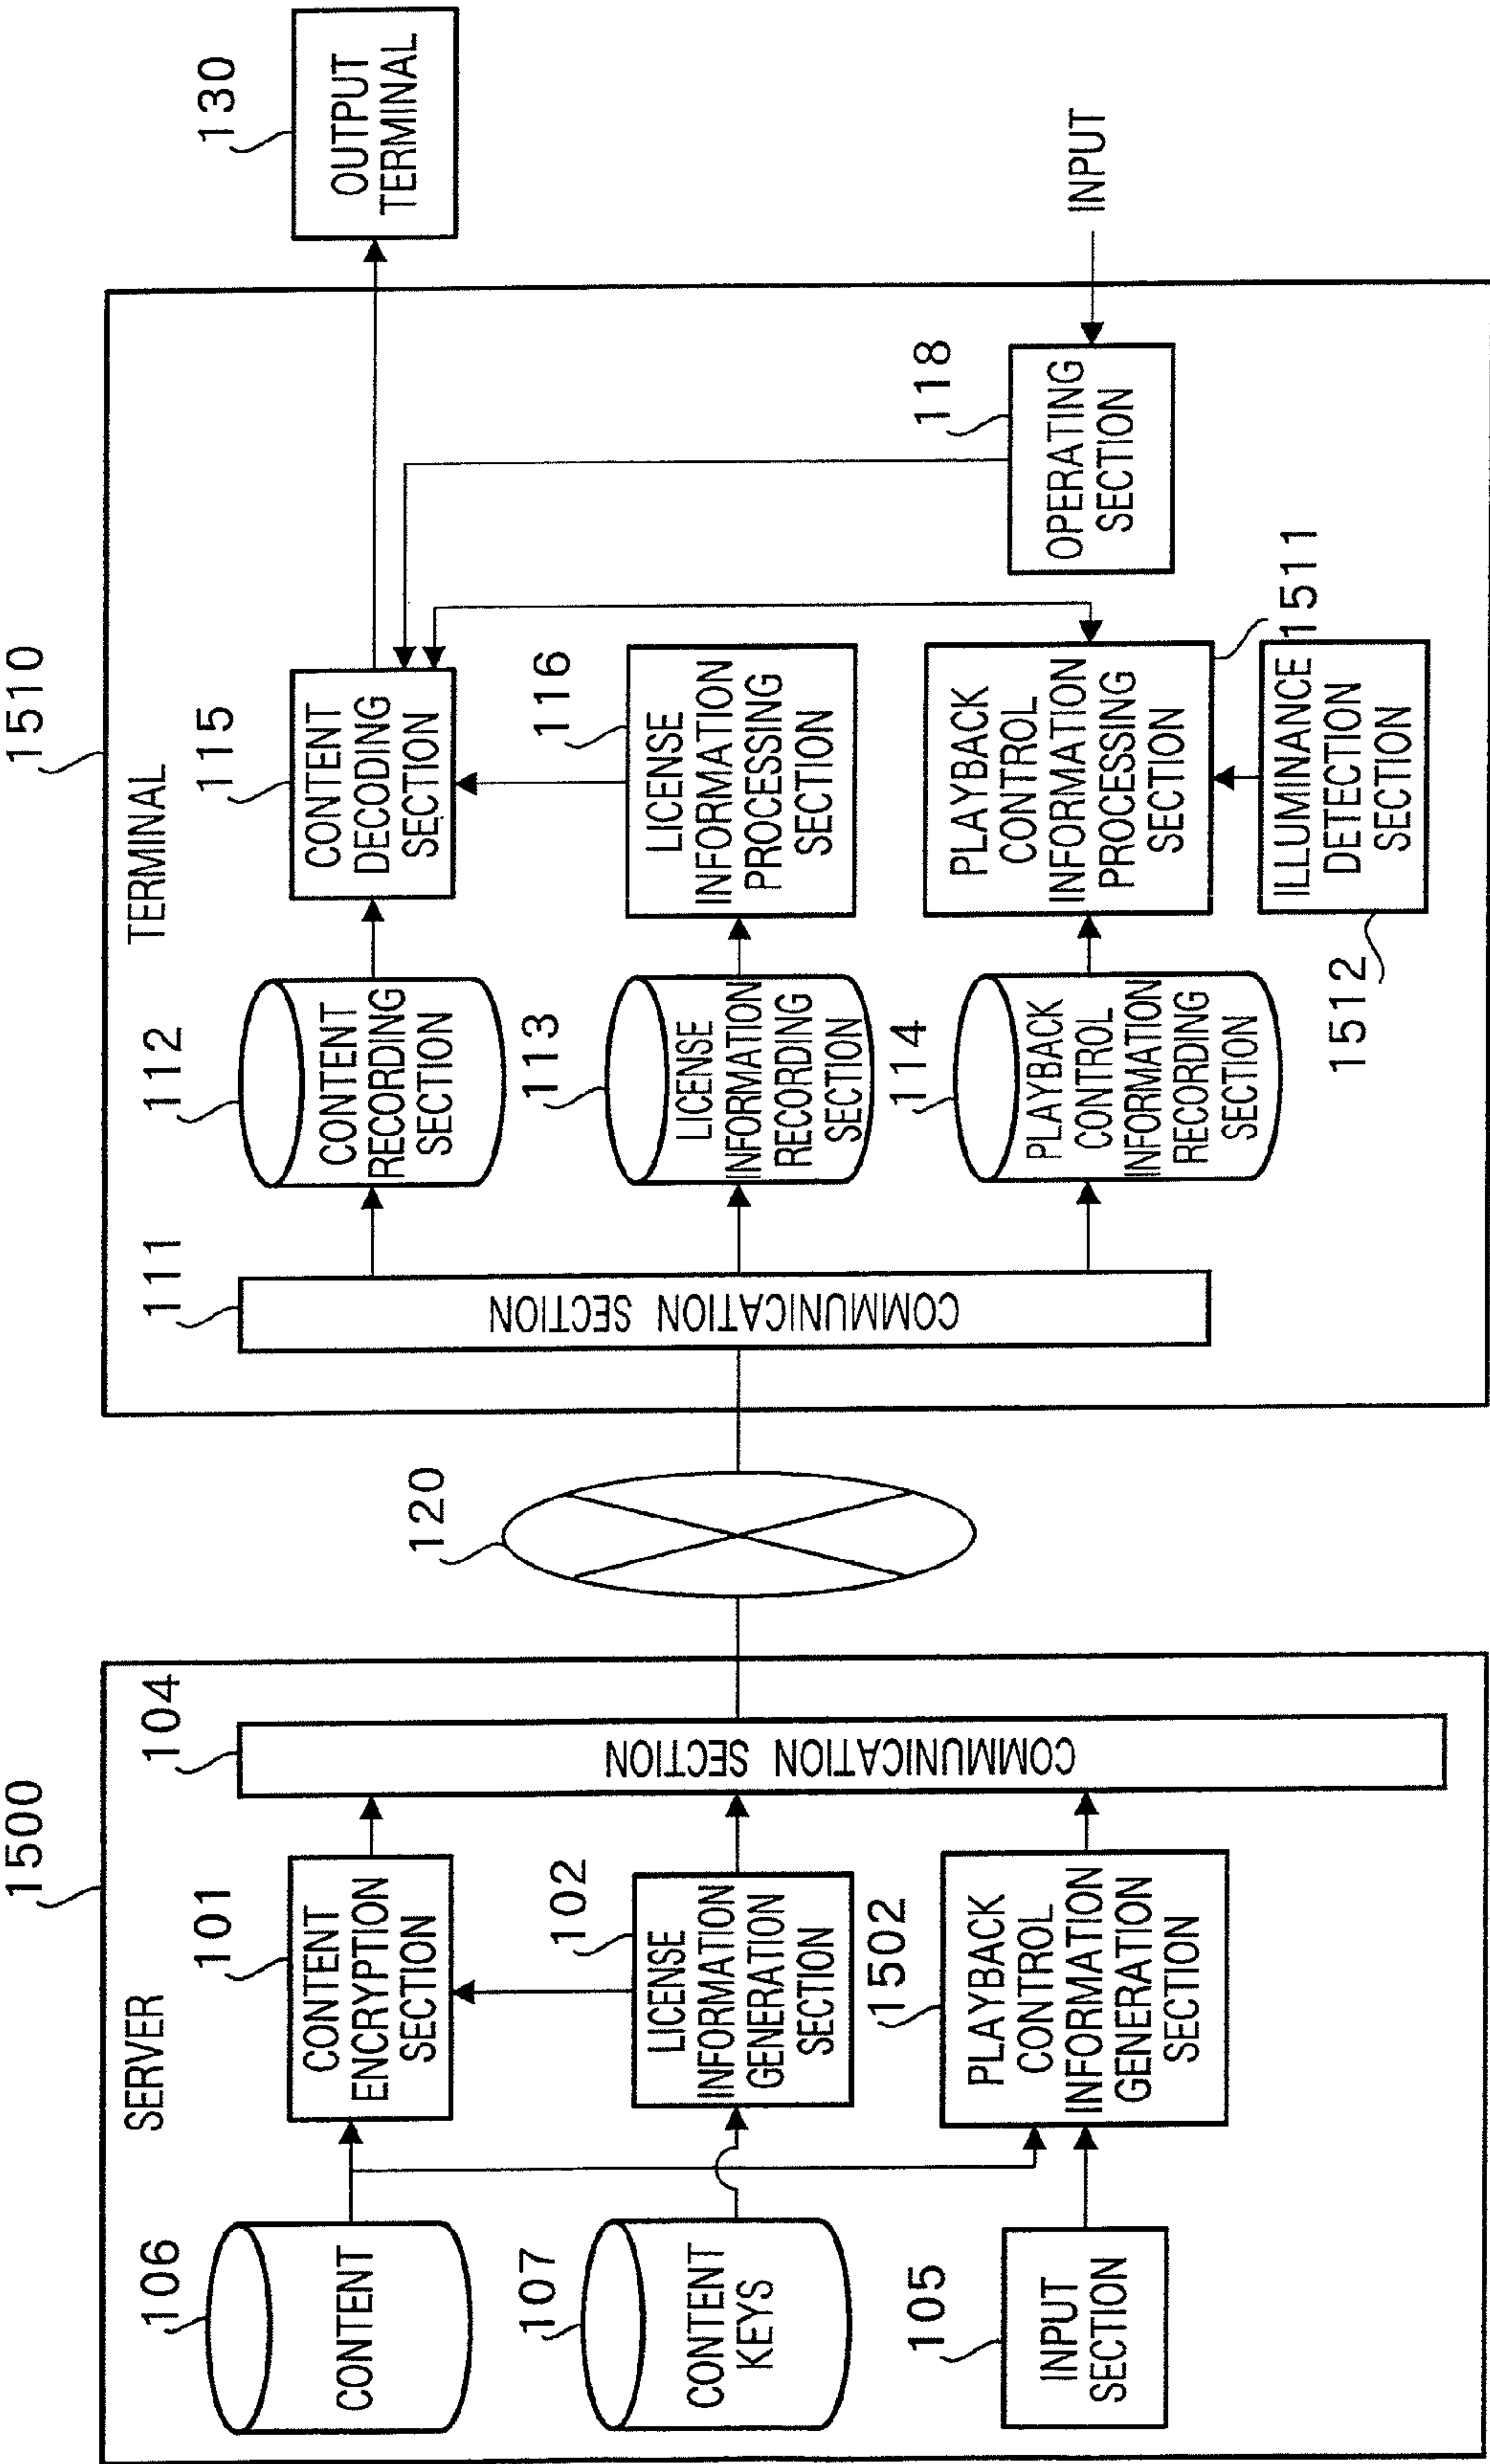 1500
SERVER
106
CONTENT
107
CONTENT
KEYS
105
INPUT
SECTION
101
CONTENT
ENCRYPTION
SECTION
102
LICENSE
INFORMATION
GENERATION
SECTION
1502
PLAYBACK
CONTROL
INFORMATION
GENERATION
SECTION
104
COMMUNICATION SECTION
120
1510
TERMINAL
111
COMMUNICATION SECTION
112
CONTENT
RECORDING
SECTION
113
LICENSE
INFORMATION
RECORDING
SECTION
114
PLAYBACK
CONTROL
INFORMATION
RECORDING
SECTION
115
CONTENT
DECODING
SECTION
116
LICENSE
INFORMATION
PROCESSING
SECTION
PLAYBACK
CONTROL
INFORMATION
PROCESSING
SECTION
1511
1512
ILLUMINANCE
DETECTION
SECTION
118
OPERATING
SECTION
INPUT
130
OUTPUT
TERMINAL